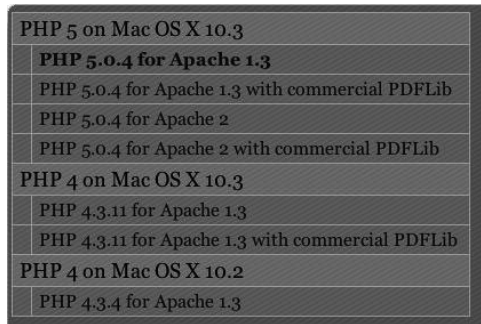 PHP 5 on Mac OS X 10.3
PHP 5.0.4 for Apache 1.3
PHP 5.0.4 for Apache 1.3 with commercial PDFLib
PHP 5.0.4 for Apache 2
PHP 5.0.4 for Apache 2 with commercial PDFLib
PHP 4 on Mac OS X 10.3
PHP 4.3.11 for Apache 1.3
PHP 4.3.11 for Apache 1.3 with commercial PDFLib
PHP 4 on Mac OS X 10.2
PHP 4.3.4 for Apache 1.3